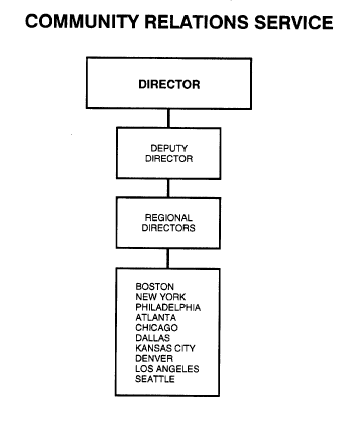 COMMUNITY RELATIONS SERVICE
DIRECTOR
DEPUTY
DIRECTOR
REGIONAL
DIRECTORS
BOSTON
NEW YORK
PHILADELPHIA
ATLANTA
CHICAGO
DALLAS
KANSAS CITY
DENVER
LOS ANGELES
SEATTLE